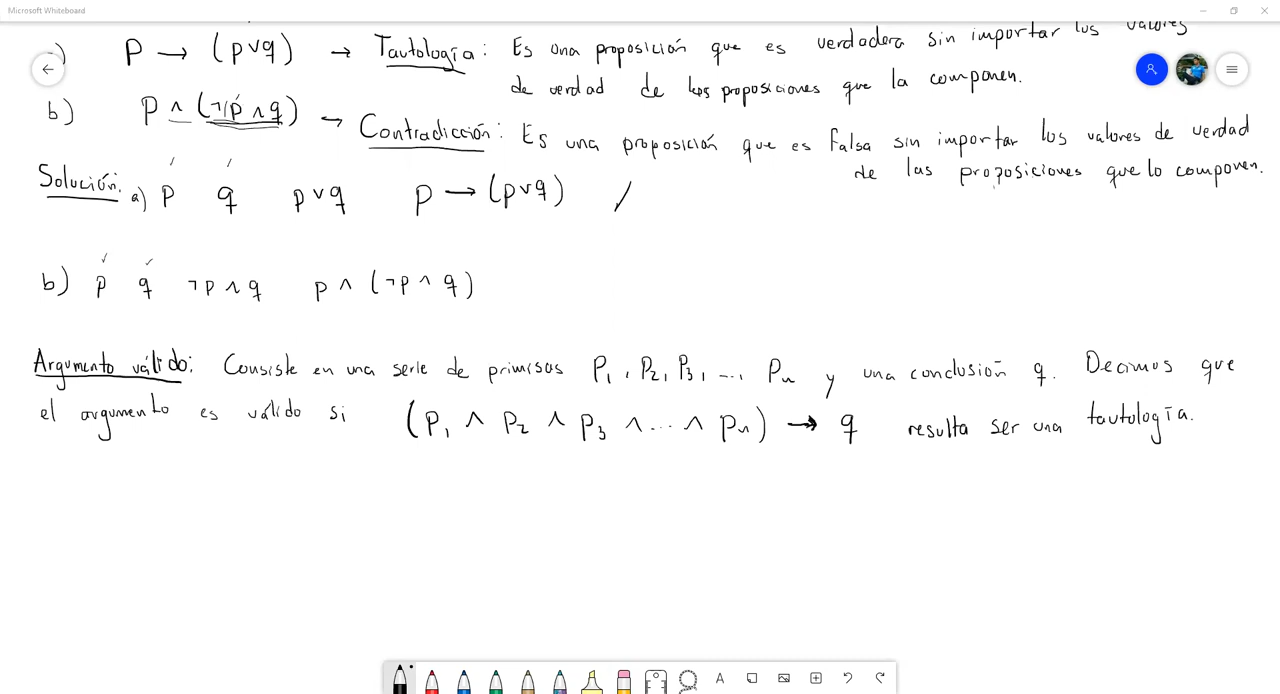 Microsoft Whiteboard
) p → (p ∨ q) → Tautología: Es una proposición que es verdadera sin importar los valores
de verdad de las proposiciones que la componen.
b) p ∧ (¬p ∧ q) → Contradicción: Es una proposición que es Falsa sin importar los valores de verdad
de las proposiciones que lo componen.
Solución: a) p q p ∨ q p → (p ∨ q) /
b) p q ¬p ∧ q p ∧ (¬p ∧ q)
Argumento válido: Consiste en una serie de primisas P₁, P₂, P₃, ... Pₙ y una conclusión q. Decimos que
el argumento es válido si (P₁ ∧ P₂ ∧ P₃ ∧ ... ∧ Pₙ) → q resulta ser una tautología.
A